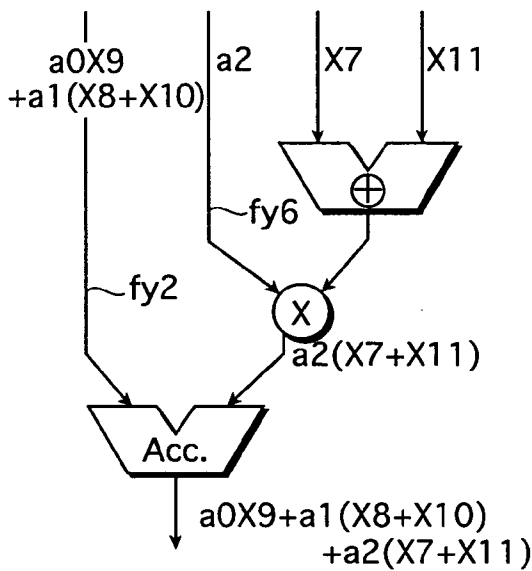 a0X9
+a1(X8+X10)
a2
X7
X11
+
fy6
fy2
X
a2(X7+X11)
Acc.
a0X9+a1(X8+X10)
+a2(X7+X11)